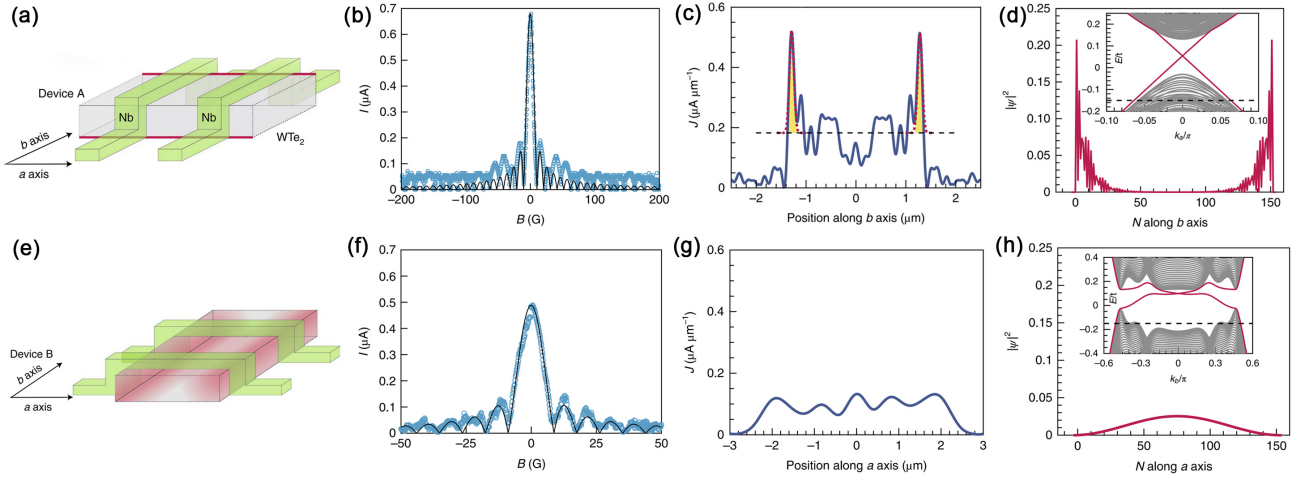 (a)
Device A
Nb
Nb
WTe2
b axis
a axis
(b)
0.7
0.6
0.5
0.4
0.3
0.2
0.1
0
I (μA)
−200
−100
0
100
200
B (G)
(c)
0.6
0.4
0.2
0
J (μA μm−1)
−2
−1
0
1
2
Position along b axis (μm)
(d)
0.25
0.20
0.15
0.10
0.05
0
|ψ|2
0
50
100
150
N along b axis
0.2
0.1
0
−0.1
−0.2
E/t
−0.10
−0.05
0
0.05
0.10
ka/π
(e)
Device B
b axis
a axis
(f)
0.7
0.6
0.5
0.4
0.3
0.2
0.1
0
I (μA)
−50
−25
0
25
50
B (G)
(g)
0.6
0.4
0.2
0
J (μA μm−1)
−3
−2
−1
0
1
2
3
Position along a axis (μm)
(h)
0.25
0.20
0.15
0.10
0.05
0
|ψ|2
0
50
100
150
N along a axis
0.4
0.2
0
−0.2
−0.4
E/t
−0.6
−0.3
0
0.3
0.6
kb/π